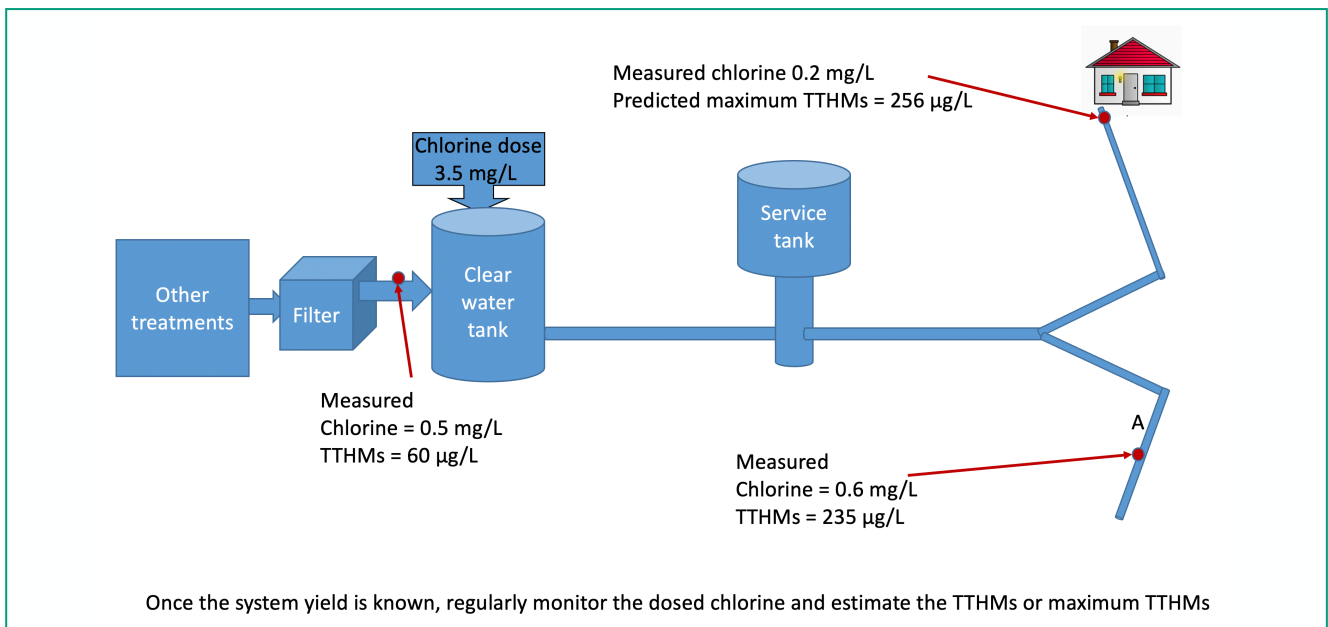 Measured chlorine 0.2 mg/L
Predicted maximum TTHMs = 256 µg/L
Chlorine dose
3.5 mg/L
Service
tank
Clear
water
tank
Other
treatments
Filter
Measured
Chlorine = 0.5 mg/L
TTHMs = 60 µg/L
A
Measured
Chlorine = 0.6 mg/L
TTHMs = 235 µg/L
Once the system yield is known, regularly monitor the dosed chlorine and estimate the TTHMs or maximum TTHMs